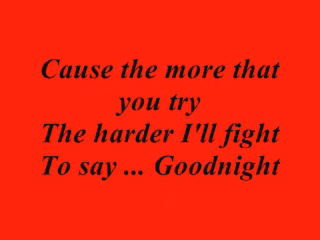 Cause the more that
you try
The harder I'll fight
To say ... Goodnight